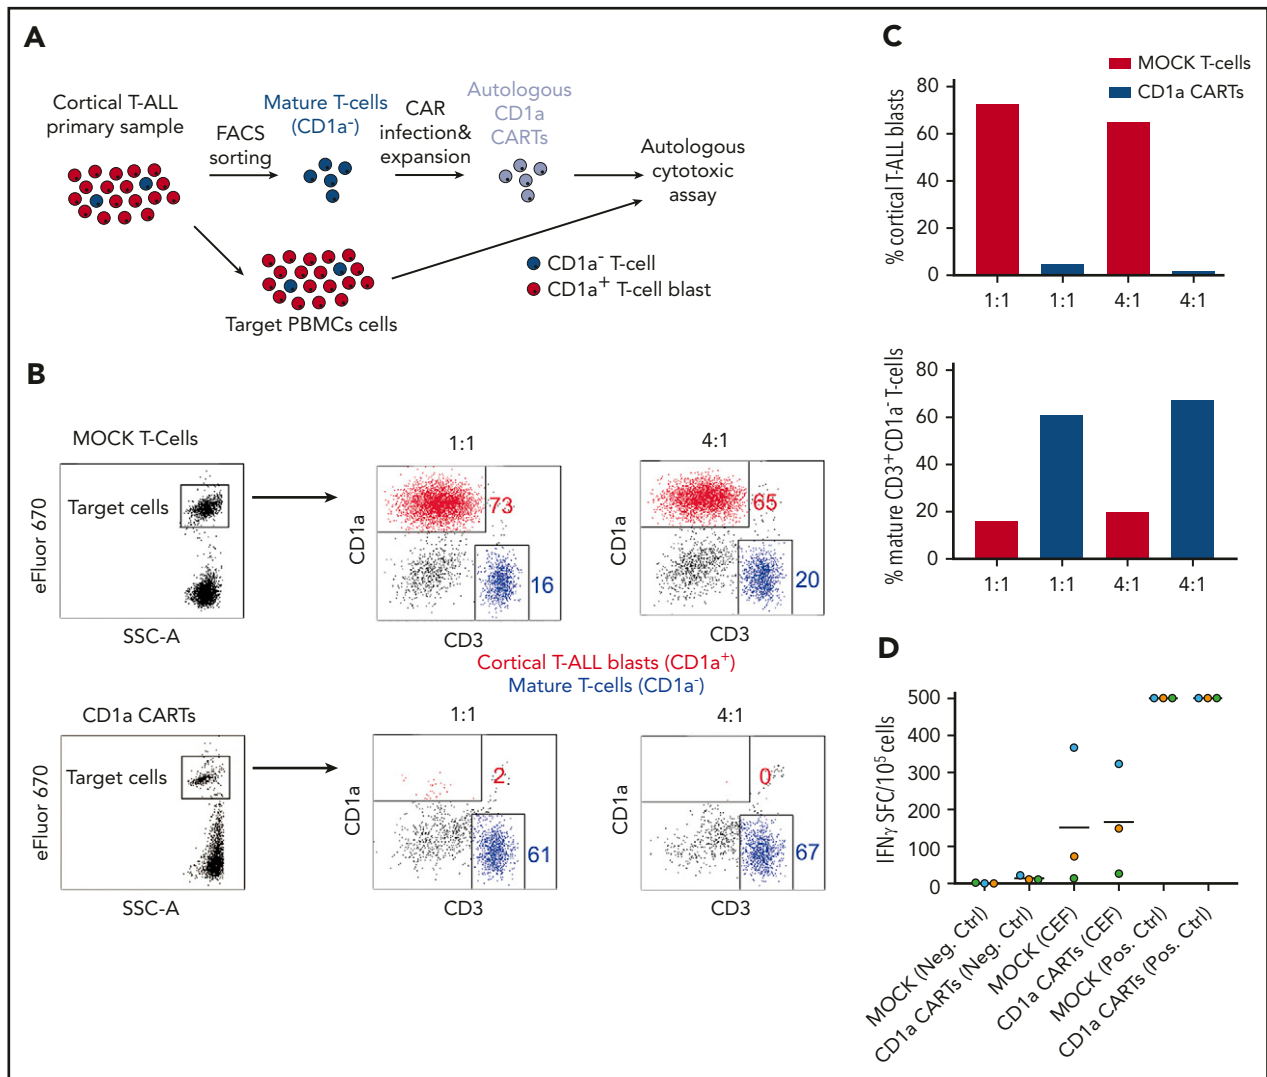 A
Cortical T-ALL
primary sample
FACS
sorting
Mature T-cells
(CD1a-)
CAR
infection&
expansion
Autologous
CD1a
CARTs
Autologous
cytotoxic
assay
CD1a- T-cell
CD1a+ T-cell blast
Target PBMCs cells
B
MOCK T-Cells
Target cells
eFluor 670
SSC-A
1:1
CD1a
73
16
CD3
4:1
CD1a
65
20
CD3
Cortical T-ALL blasts (CD1a+)
Mature T-cells (CD1a-)
CD1a CARTs
Target cells
eFluor 670
SSC-A
1:1
CD1a
2
61
CD3
4:1
CD1a
0
67
CD3
C
MOCK T-cells
CD1a CARTs
% cortical T-ALL blasts
80
60
40
20
0
1:1 1:1 4:1 4:1
% mature CD3+CD1a- T-cells
80
60
40
20
0
1:1 1:1 4:1 4:1
D
IFNγ SFC/10⁵ cells
500
400
300
200
100
0
MOCK (Neg. Ctrl)
CD1a CARTs (Neg. Ctrl)
MOCK (CEF)
CD1a CARTs (CEF)
MOCK (Pos. Ctrl)
CD1a CARTs (Pos. Ctrl)